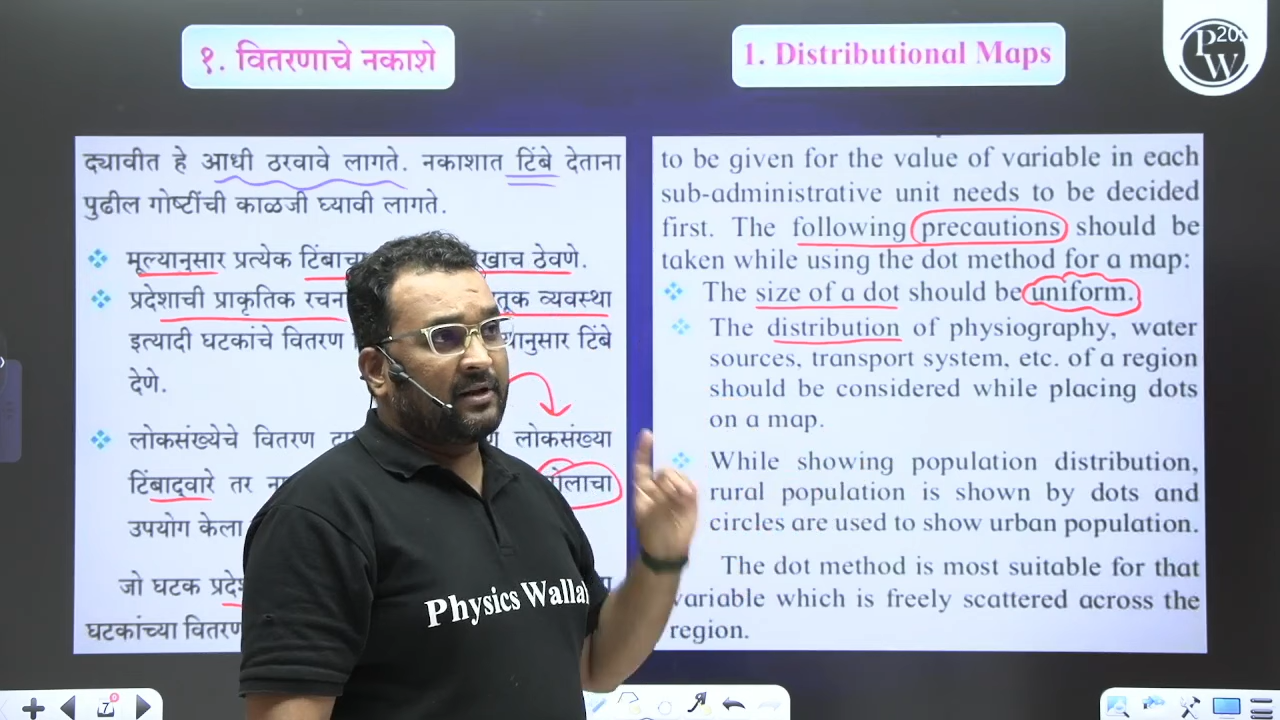 १. वितरणाचे नकाशे
1. Distributional Maps
P 20
W
द्यावीत हे आधी ठरवावे लागते. नकाशात टिंबे देताना
पुढील गोष्टींची काळजी घ्यावी लागते.
मूल्यानुसार प्रत्येक ठेवणे.
प्रदेशाची प्राकृतिक व्यवस्था
इत्यादी घटकांचे वितरण टिंबे
देणे.
लोकसंख्येचे वितरण लोकसंख्या
टिंबाद्वारे तर
उपयोग केला
जो घटक
घटकांच्या
to be given for the value of variable in each
sub-administrative unit needs to be decided
first. The following precautions should be
taken while using the dot method for a map:
The size of a dot should be uniform.
The distribution of physiography, water
sources, transport system, etc. of a region
should be considered while placing dots
on a map.
While showing population distribution,
rural population is shown by dots and
circles are used to show urban population.
The dot method is most suitable for that
variable which is freely scattered across the
region.
Physics Wallah
7